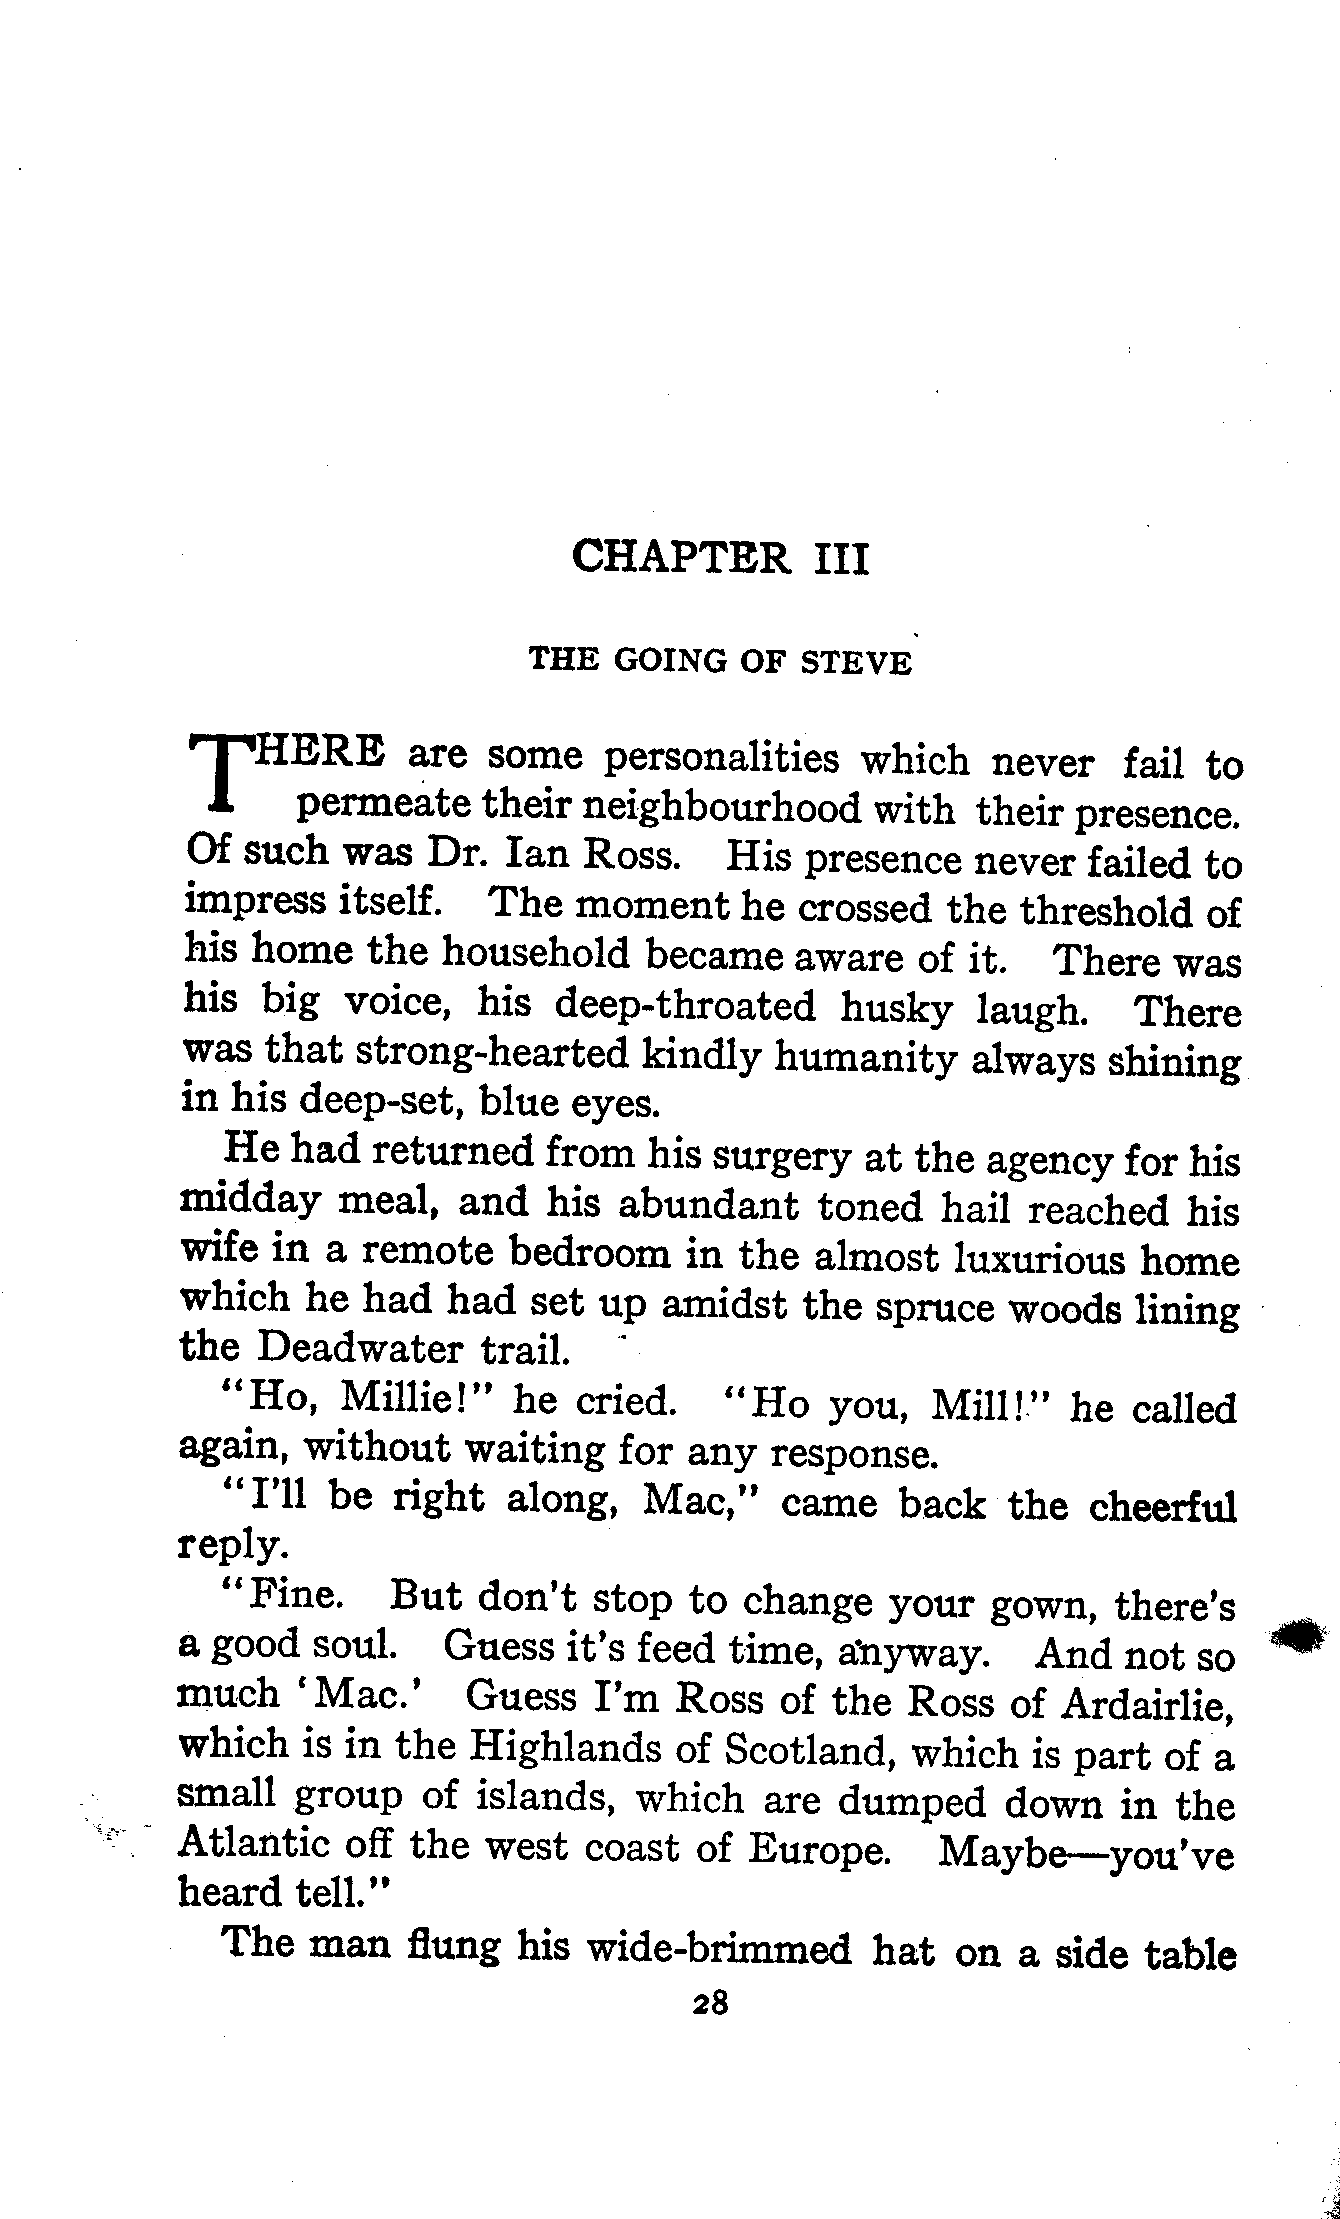 CHAPTER III
THE GOING OF STEVE
THERE are some personalities which never fail to
permeate their neighbourhood with their presence.
Of such was Dr. Ian Ross. His presence never failed to
impress itself. The moment he crossed the threshold of
his home the household became aware of it. There was
his big voice, his deep-throated husky laugh. There
was that strong-hearted kindly humanity always shining
in his deep-set, blue eyes.
He had returned from his surgery at the agency for his
midday meal, and his abundant toned hail reached his
wife in a remote bedroom in the almost luxurious home
which he had had set up amidst the spruce woods lining
the Deadwater trail.
"Ho, Millie!" he cried. "Ho you, Mill!" he called
again, without waiting for any response.
"I'll be right along, Mac," came back the cheerful
reply.
"Fine. But don't stop to change your gown, there's
a good soul. Guess it's feed time, anyway. And not so
much 'Mac.' Guess I'm Ross of the Ross of Ardairlie,
which is in the Highlands of Scotland, which is part of a
small group of islands, which are dumped down in the
Atlantic off the west coast of Europe. Maybe—you've
heard tell."
The man flung his wide-brimmed hat on a side table
28